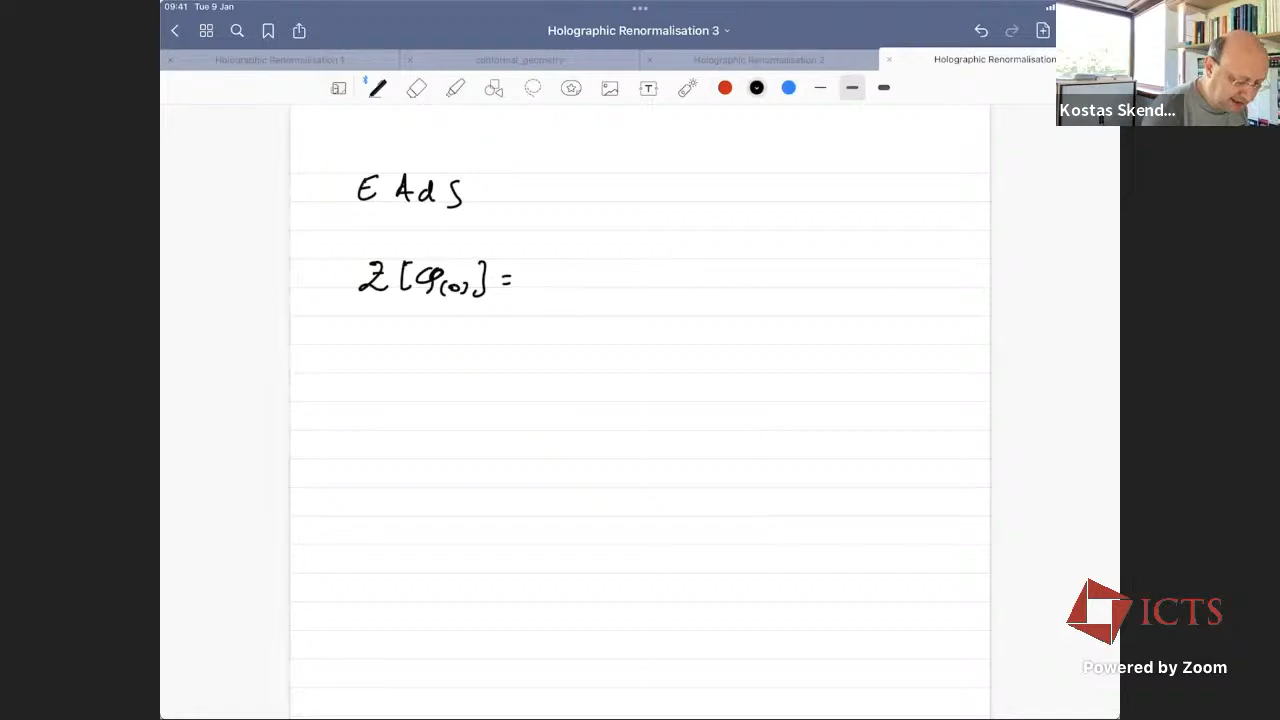 09:41 Tue 9 Jan
Holographic Renormalisation 3
Holographic Renormalisation 1
conformal_geometry
Holographic Renormalisation 2
Holographic Renormalisation
T
Kostas Skend...
E AdS
Z[φ(0)] =
ICTS
Powered by Zoom